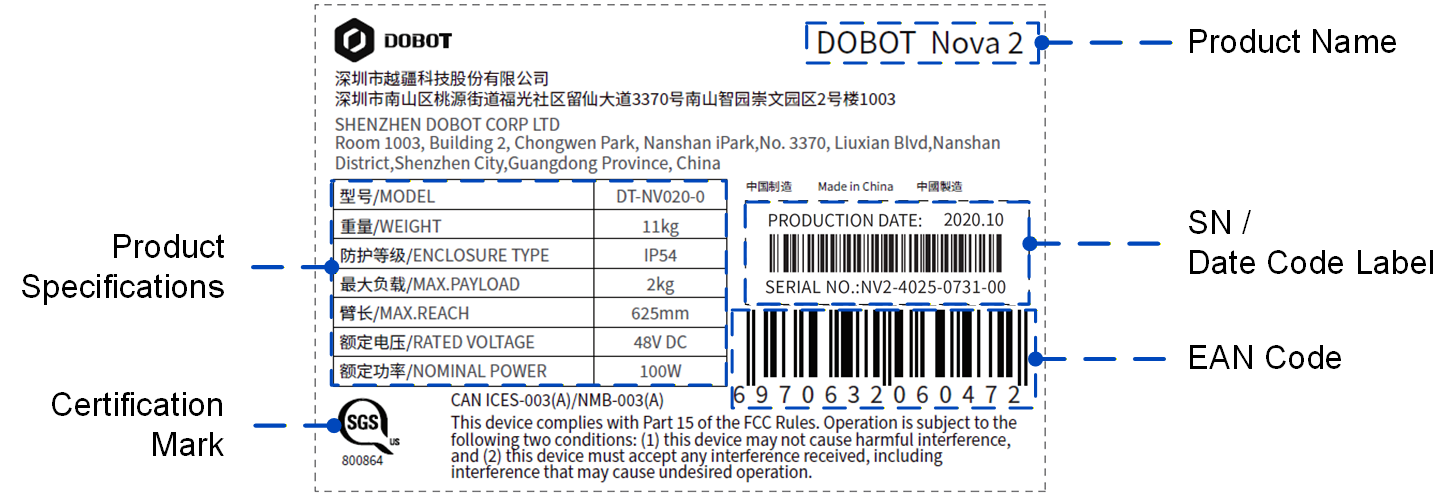 DOBOT
DOBOT Nova 2
Product Name
深圳市越疆科技股份有限公司
深圳市南山区桃源街道福光社区留仙大道3370号南山智园崇文园区2号楼1003
SHENZHEN DOBOT CORP LTD
Room 1003, Building 2, Chongwen Park, Nanshan iPark,No. 3370, Liuxian Blvd,Nanshan
District,Shenzhen City,Guangdong Province, China
Product
Specifications
型号/MODEL DT-NV020-0
重量/WEIGHT 11kg
防护等级/ENCLOSURE TYPE IP54
最大负载/MAX.PAYLOAD 2kg
臂长/MAX.REACH 625mm
额定电压/RATED VOLTAGE 48V DC
额定功率/NOMINAL POWER 100W
中国制造 Made in China 中國製造
PRODUCTION DATE: 2020.10
SERIAL NO.:NV2-4025-0731-00
SN /
Date Code Label
6970632060472
EAN Code
Certification
Mark
SGS
US
800864
CAN ICES-003(A)/NMB-003(A)
This device complies with Part 15 of the FCC Rules. Operation is subject to the
following two conditions: (1) this device may not cause harmful interference,
and (2) this device must accept any interference received, including
interference that may cause undesired operation.